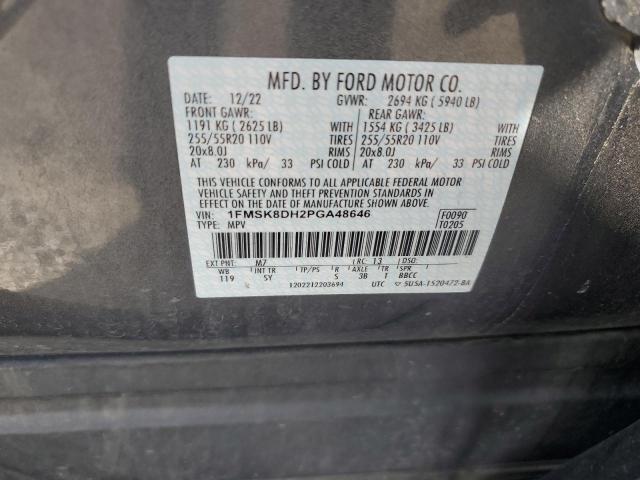 MFD. BY FORD MOTOR CO.
DATE: 12/22 GVWR: 2694 KG ( 5940 LB)
FRONT GAWR: REAR GAWR:
1191 KG ( 2625 LB) WITH 1554 KG ( 3425 LB) WITH
255/55R20 110V TIRES 255/55R20 110V TIRES
20x8.0J RIMS 20x8.0J RIMS
AT 230 kPa/ 33 PSI COLD AT 230 kPa/ 33 PSI COLD
THIS VEHICLE CONFORMS TO ALL APPLICABLE FEDERAL MOTOR
VEHICLE SAFETY AND THEFT PREVENTION STANDARDS IN
EFFECT ON THE DATE OF MANUFACTURE SHOWN ABOVE.
VIN: 1FMSK8DH2PGA48646 F0090
TYPE: MPV T0205
EXT PNT: M7 RC: 13 DSO:
WB INT TR TP/PS R AXLE TR SPR
119 SY S 3B T BBCC
1202212203694 UTC 5U5A-1520472-BA